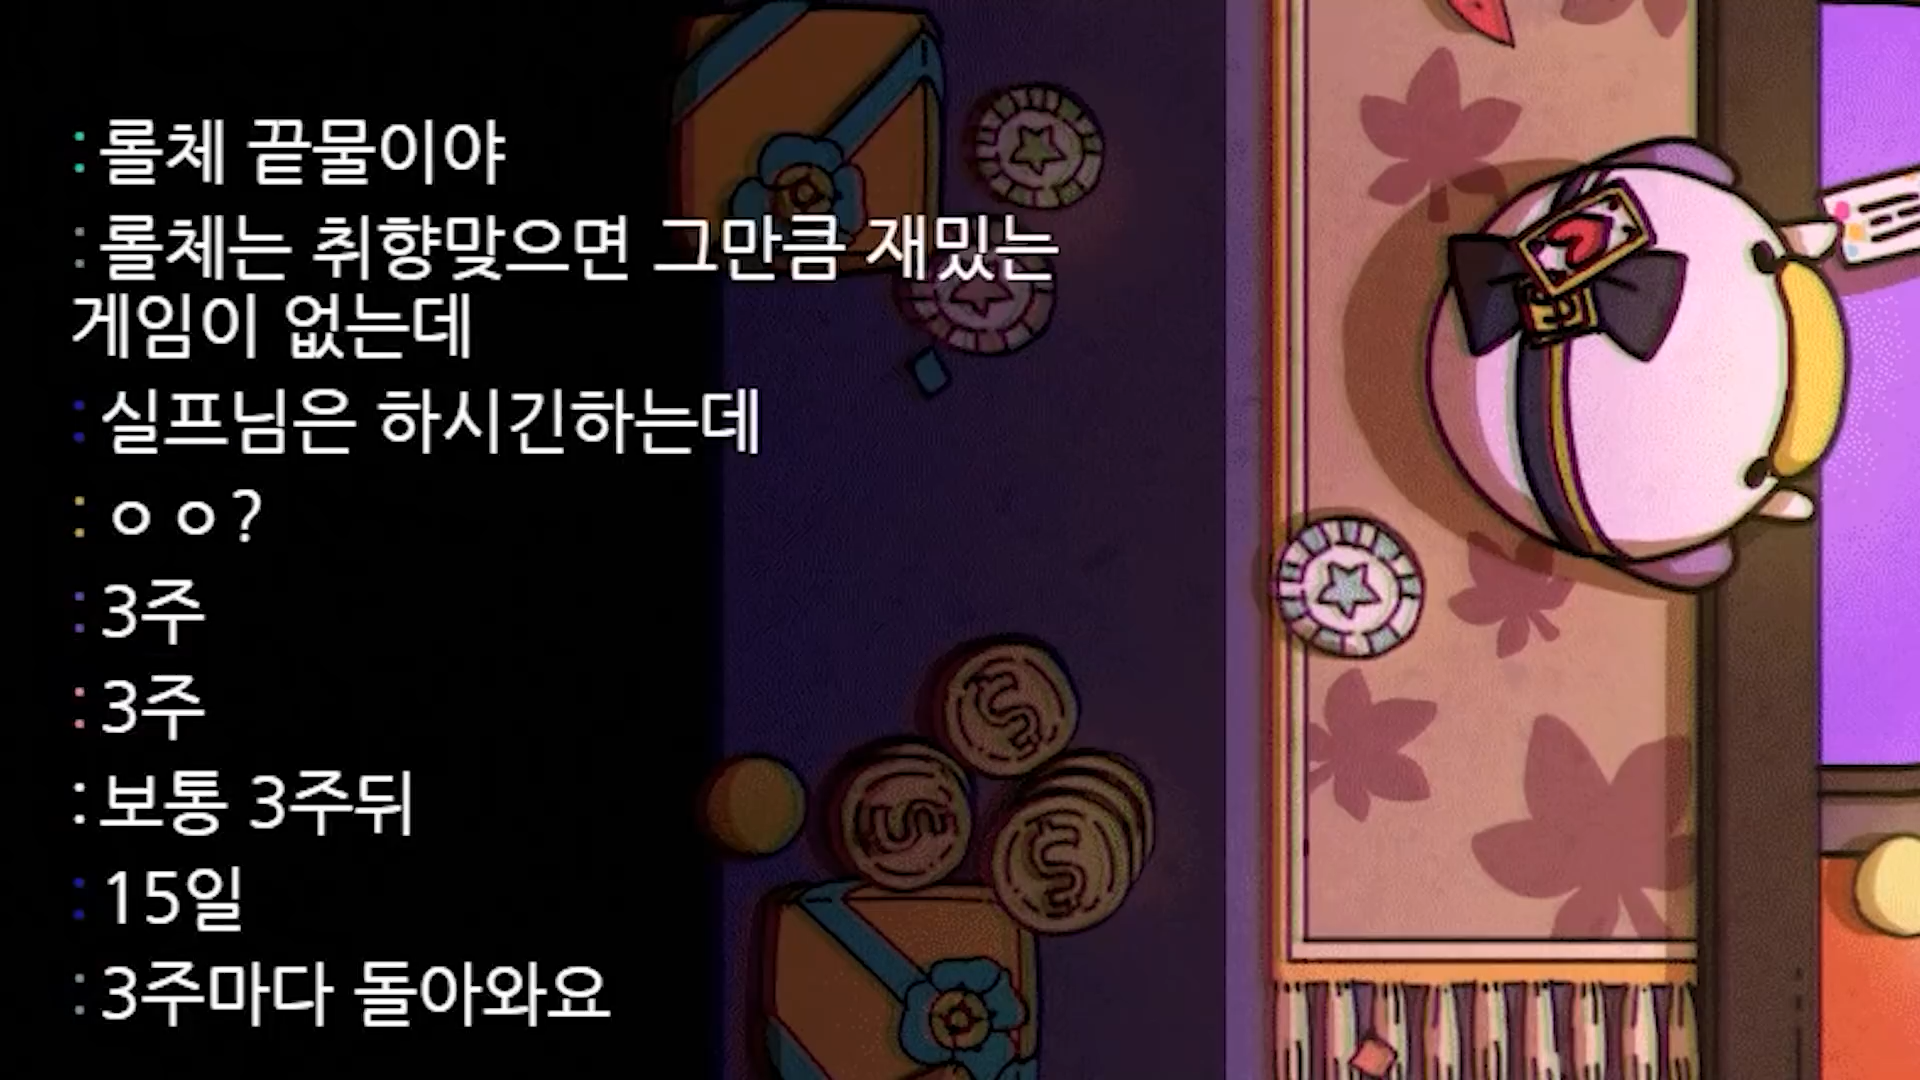 : 롤체 끝물이야
: 롤체는 취향맞으면 그만큼 재밌는
게임이 없는데
: 실프님은 하시긴하는데
: ㅇㅇ?
: 3주
: 3주
: 보통 3주뒤
: 15일
: 3주마다 돌아와요